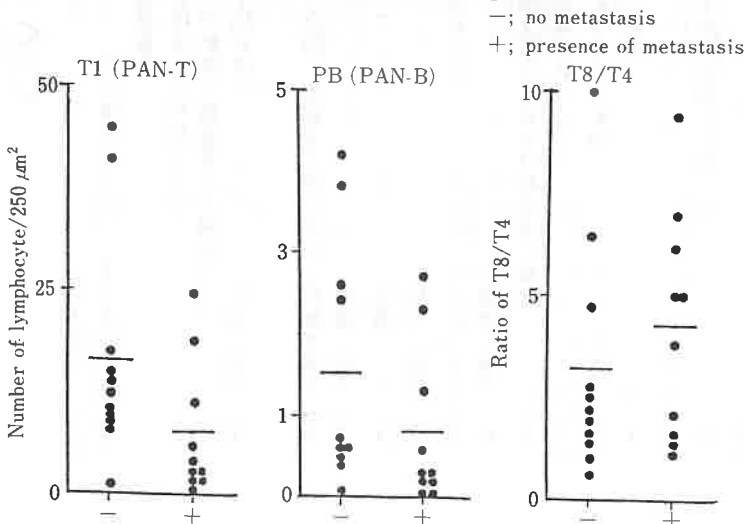 −; no metastasis
+; presence of metastasis
T1 (PAN-T)
PB (PAN-B)
T8/T4
Number of lymphocyte/250 μm²
50
25
0
− +
5
3
1
0
− +
Ratio of T8/T4
10
5
0
− +